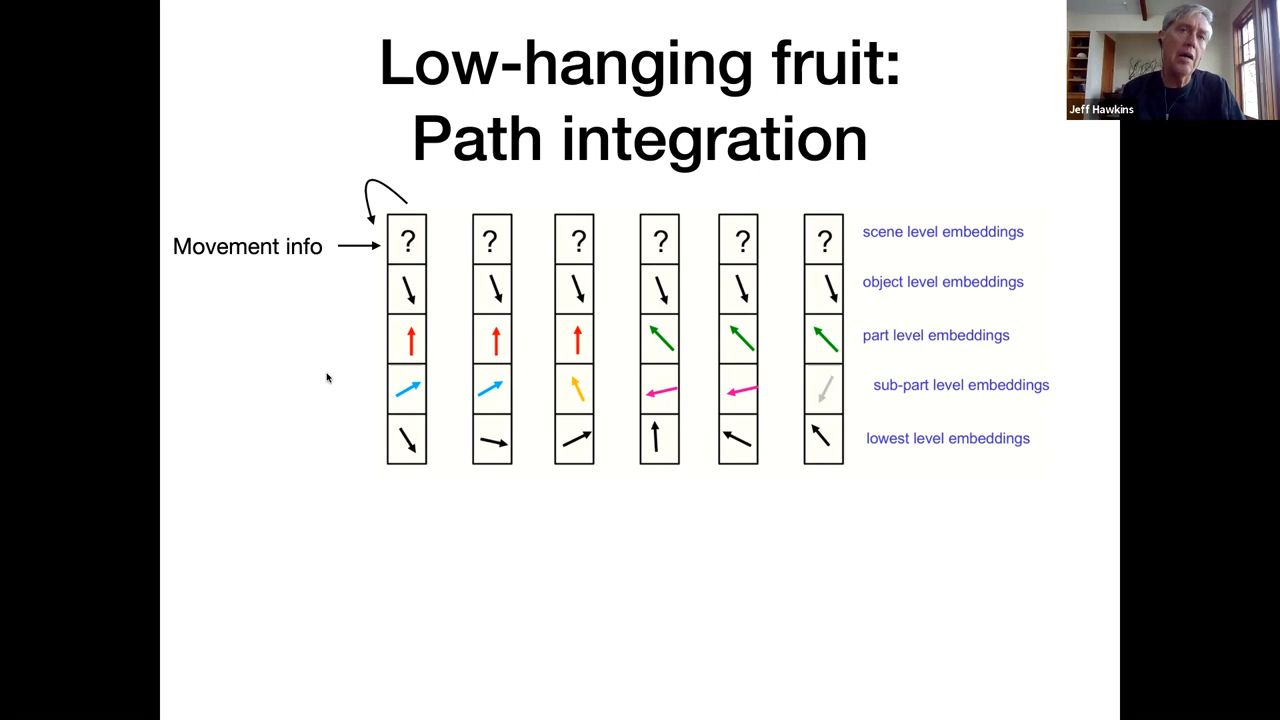 Low-hanging fruit:
Path integration
Jeff Hawkins
Movement info
? ? ? ? ? ?
scene level embeddings
object level embeddings
part level embeddings
sub-part level embeddings
lowest level embeddings